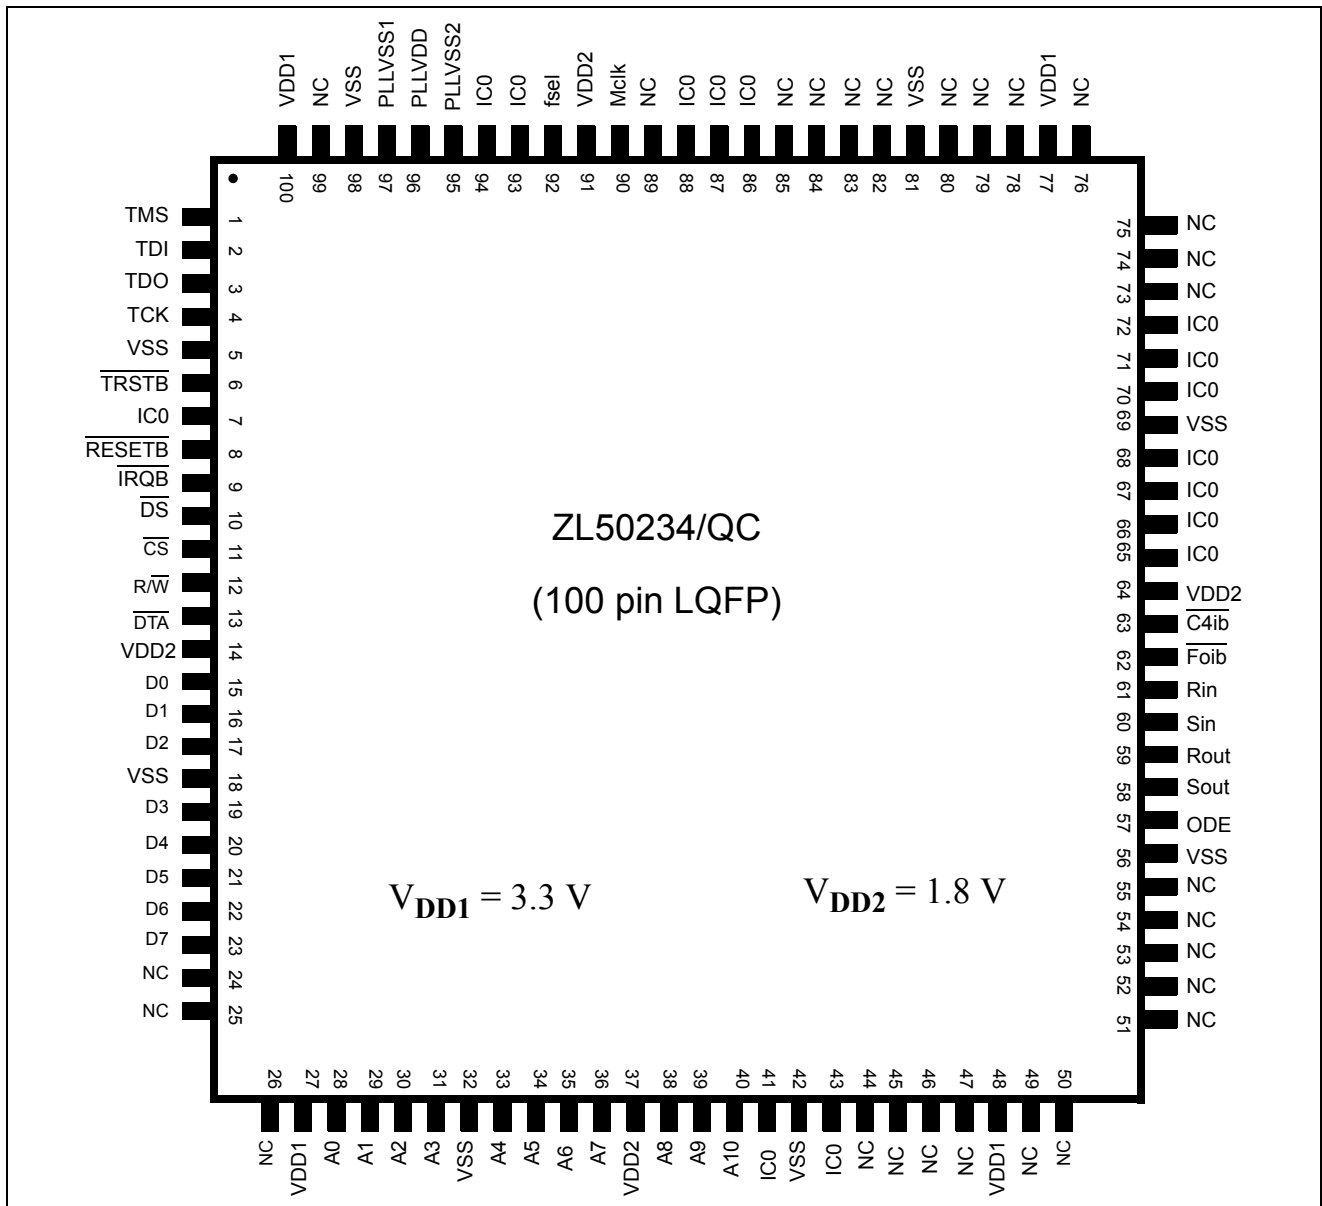 VDD1 NC VSS PLLVSS1 PLLVDD PLLVSS2 IC0 IC0 fsel VDD2 Mclk NC IC0 IC0 IC0 NC NC NC NC VSS NC NC NC VDD1 NC
100 99 98 97 96 95 94 93 92 91 90 89 88 87 86 85 84 83 82 81 80 79 78 77 76
TMS 1
TDI 2
TDO 3
TCK 4
VSS 5
TRSTB 6
IC0 7
RESETB 8
IRQB 9
DS 10
CS 11
R/W 12
DTA 13
VDD2 14
D0 15
D1 16
D2 17
VSS 18
D3 19
D4 20
D5 21
D6 22
D7 23
NC 24
NC 25
ZL50234/QC
(100 pin LQFP)
VDD1 = 3.3 V
VDD2 = 1.8 V
75 NC
74 NC
73 NC
72 IC0
71 IC0
70 IC0
69 VSS
68 IC0
67 IC0
66 IC0
65 IC0
64 VDD2
63 C4ib
62 Foib
61 Rin
60 Sin
59 Rout
58 Sout
57 ODE
56 VSS
55 NC
54 NC
53 NC
52 NC
51 NC
26 27 28 29 30 31 32 33 34 35 36 37 38 39 40 41 42 43 44 45 46 47 48 49 50
NC VDD1 A0 A1 A2 A3 VSS A4 A5 A6 A7 VDD2 A8 A9 A10 IC0 VSS IC0 NC NC NC NC VDD1 NC NC